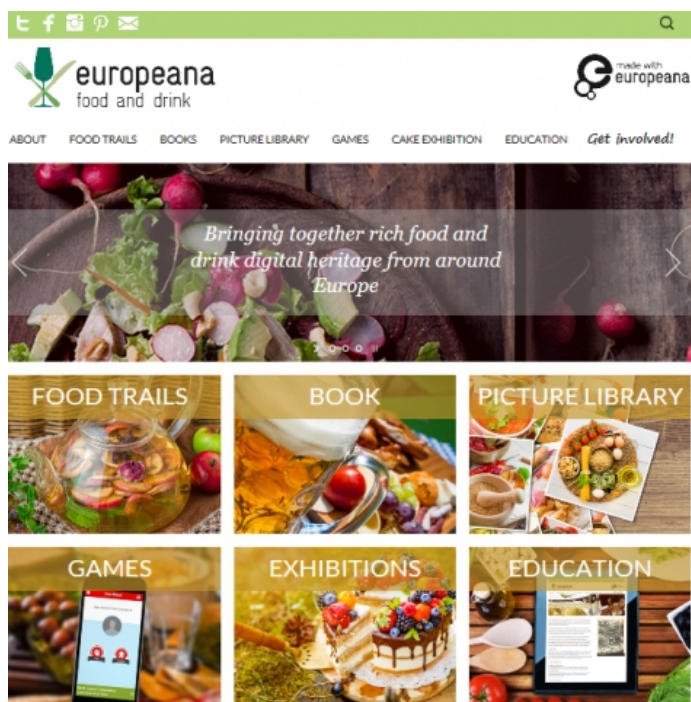 europeana
food and drink
made with
europeana
ABOUT FOOD TRAILS BOOKS PICTURE LIBRARY GAMES CAKE EXHIBITION EDUCATION Get involved!
Bringing together rich food and
drink digital heritage from around
Europe
FOOD TRAILS BOOK PICTURE LIBRARY
GAMES EXHIBITIONS EDUCATION